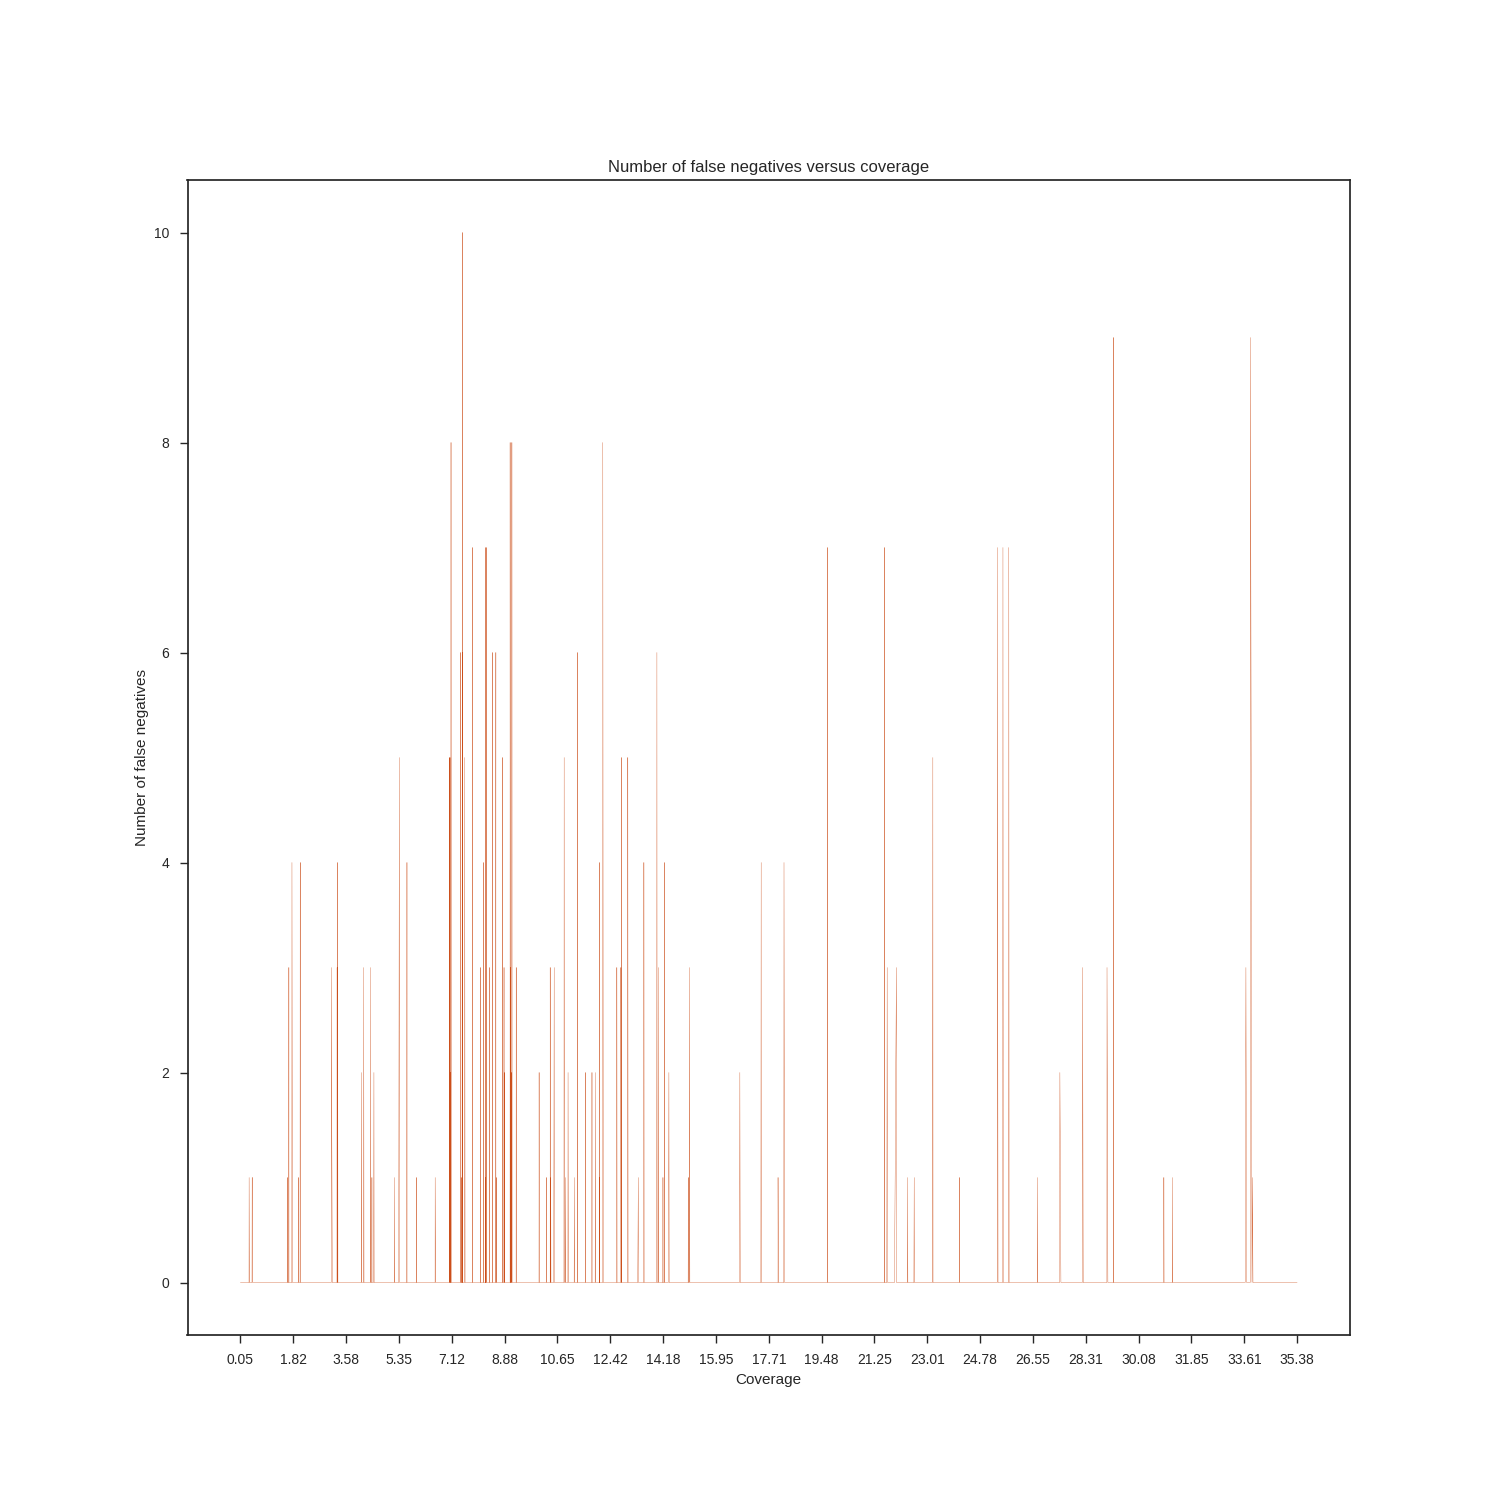 Number of false negatives versus coverage
10
8
6
4
2
0
Number of false negatives
0.05 1.82 3.58 5.35 7.12 8.88 10.65 12.42 14.18 15.95 17.71 19.48 21.25 23.01 24.78 26.55 28.31 30.08 31.85 33.61 35.38
Coverage